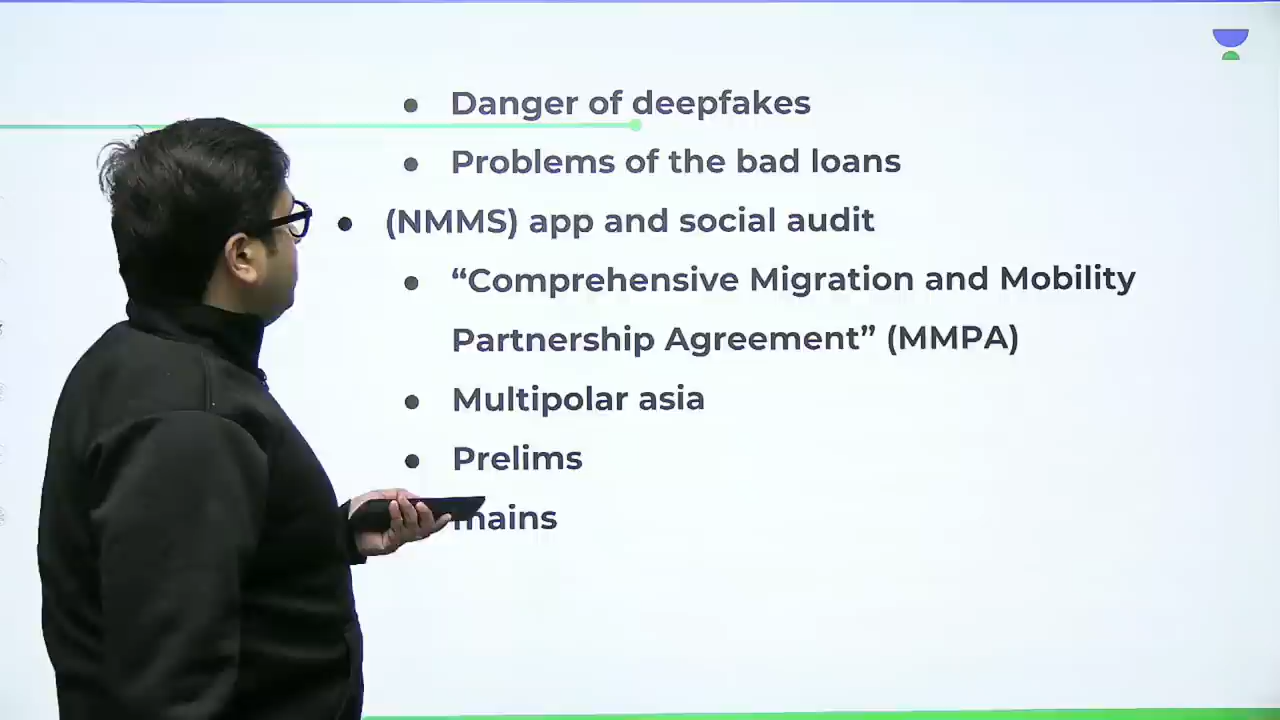 • Danger of deepfakes
• Problems of the bad loans
• (NMMS) app and social audit
• “Comprehensive Migration and Mobility
Partnership Agreement” (MMPA)
• Multipolar asia
• Prelims
mains